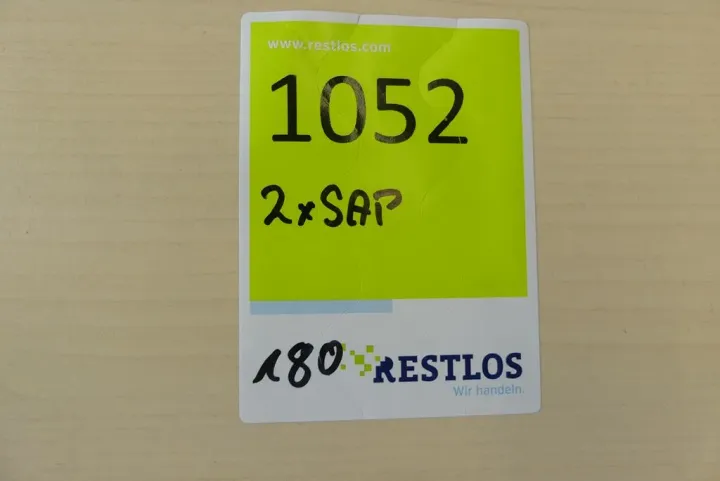 www.restlos.com
1052
2xSAP
180
RESTLOS
Wir handeln.